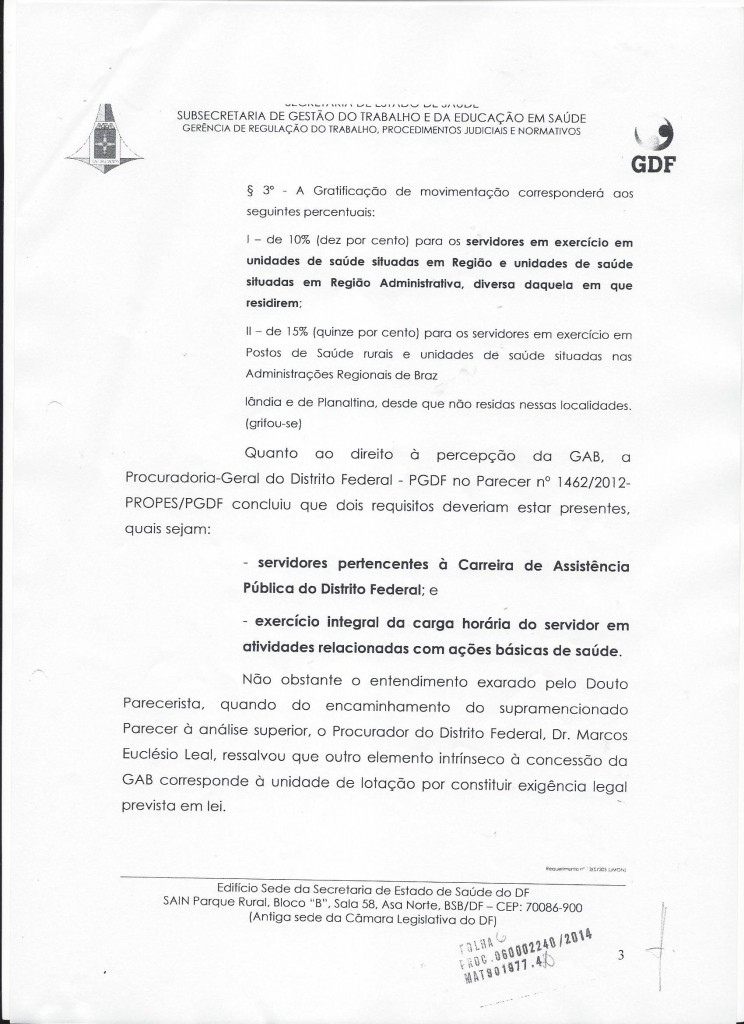 SECRETARIA DE ESTADO DE SAÚDE
SUBSECRETARIA DE GESTÃO DO TRABALHO E DA EDUCAÇÃO EM SAÚDE
GERÊNCIA DE REGULAÇÃO DO TRABALHO, PROCEDIMENTOS JUDICIAIS E NORMATIVOS
GDF
§ 3º - A Gratificação de movimentação corresponderá aos
seguintes percentuais:
I – de 10% (dez por cento) para os servidores em exercício em
unidades de saúde situadas em Região e unidades de saúde
situadas em Região Administrativa, diversa daquela em que
residirem;
II – de 15% (quinze por cento) para os servidores em exercício em
Postos de Saúde rurais e unidades de saúde situadas nas
Administrações Regionais de Braz
lândia e de Planaltina, desde que não residas nessas localidades.
(grifou-se)
Quanto ao direito à percepção da GAB, a
Procuradoria-Geral do Distrito Federal - PGDF no Parecer nº 1462/2012-
PROPES/PGDF concluiu que dois requisitos deveriam estar presentes,
quais sejam:
- servidores pertencentes à Carreira de Assistência
Pública do Distrito Federal; e
- exercício integral da carga horária do servidor em
atividades relacionadas com ações básicas de saúde.
Não obstante o entendimento exarado pelo Douto
Parecerista, quando do encaminhamento do supramencionado
Parecer à análise superior, o Procurador do Distrito Federal, Dr. Marcos
Euclésio Leal, ressalvou que outro elemento intrínseco à concessão da
GAB corresponde à unidade de lotação por constituir exigência legal
prevista em lei.
Requerimento nº
Edifício Sede da Secretaria de Estado de Saúde do DF
SAIN Parque Rural, Bloco "B", Sala 58, Asa Norte, BSB/DF – CEP: 70086-900
(Antiga sede da Câmara Legislativa do DF)
FOLHA
PROC.060002240/2014
MAT901977.4
3